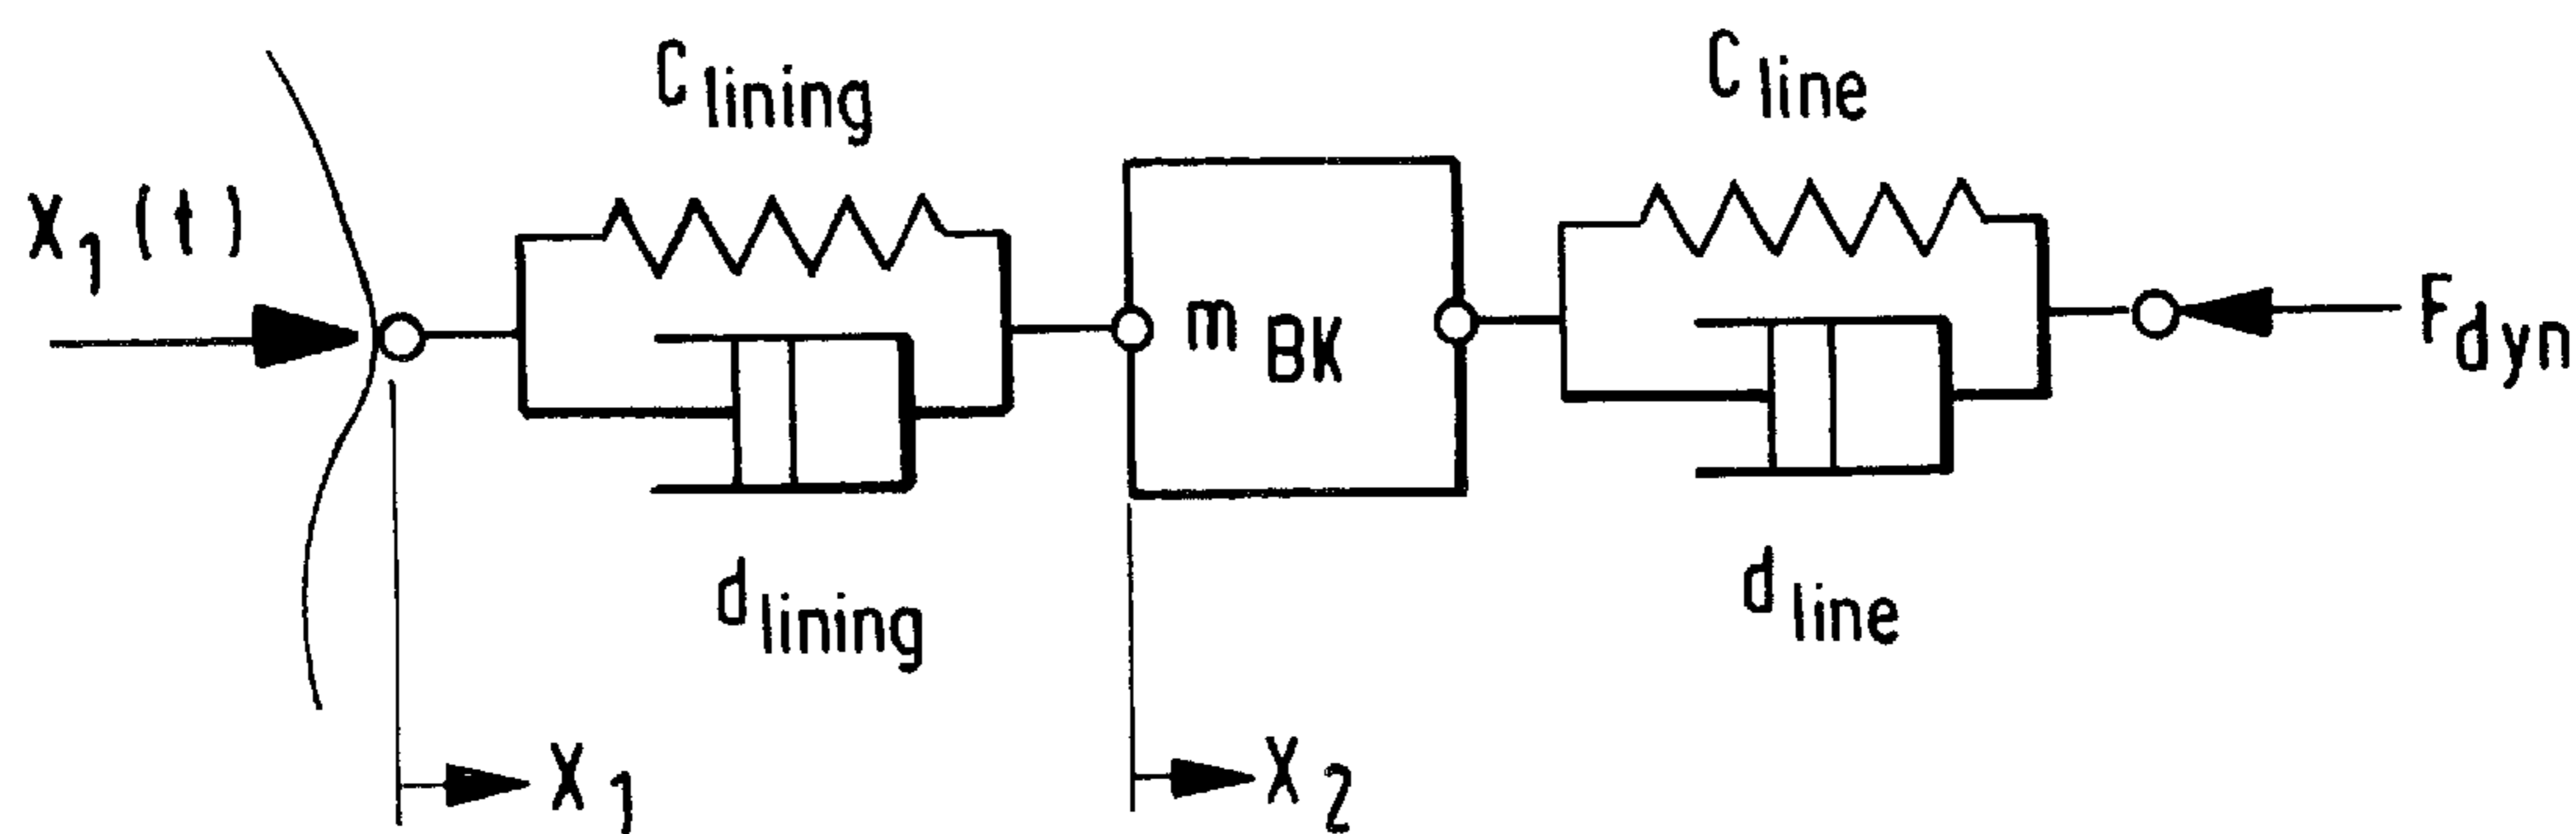 C lining
C line
X1 (t)
m BK
F dyn
d lining
d line
X1
X2